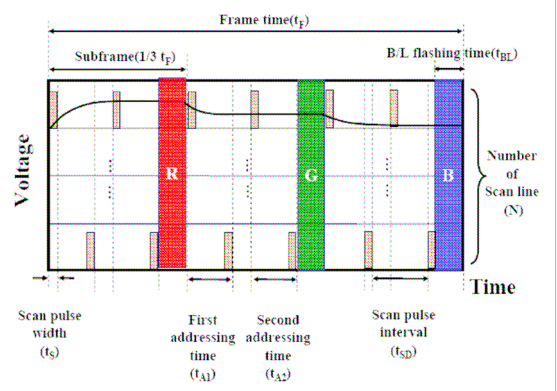 Frame time(tF)
Subframe(1/3 tF)
B/L flashing time(tBL)
Voltage
R
G
B
Number
of
Scan line
(N)
Time
Scan pulse
width
(tS)
First
addressing
time
(tA1)
Second
addressing
time
(tA2)
Scan pulse
interval
(tSD)